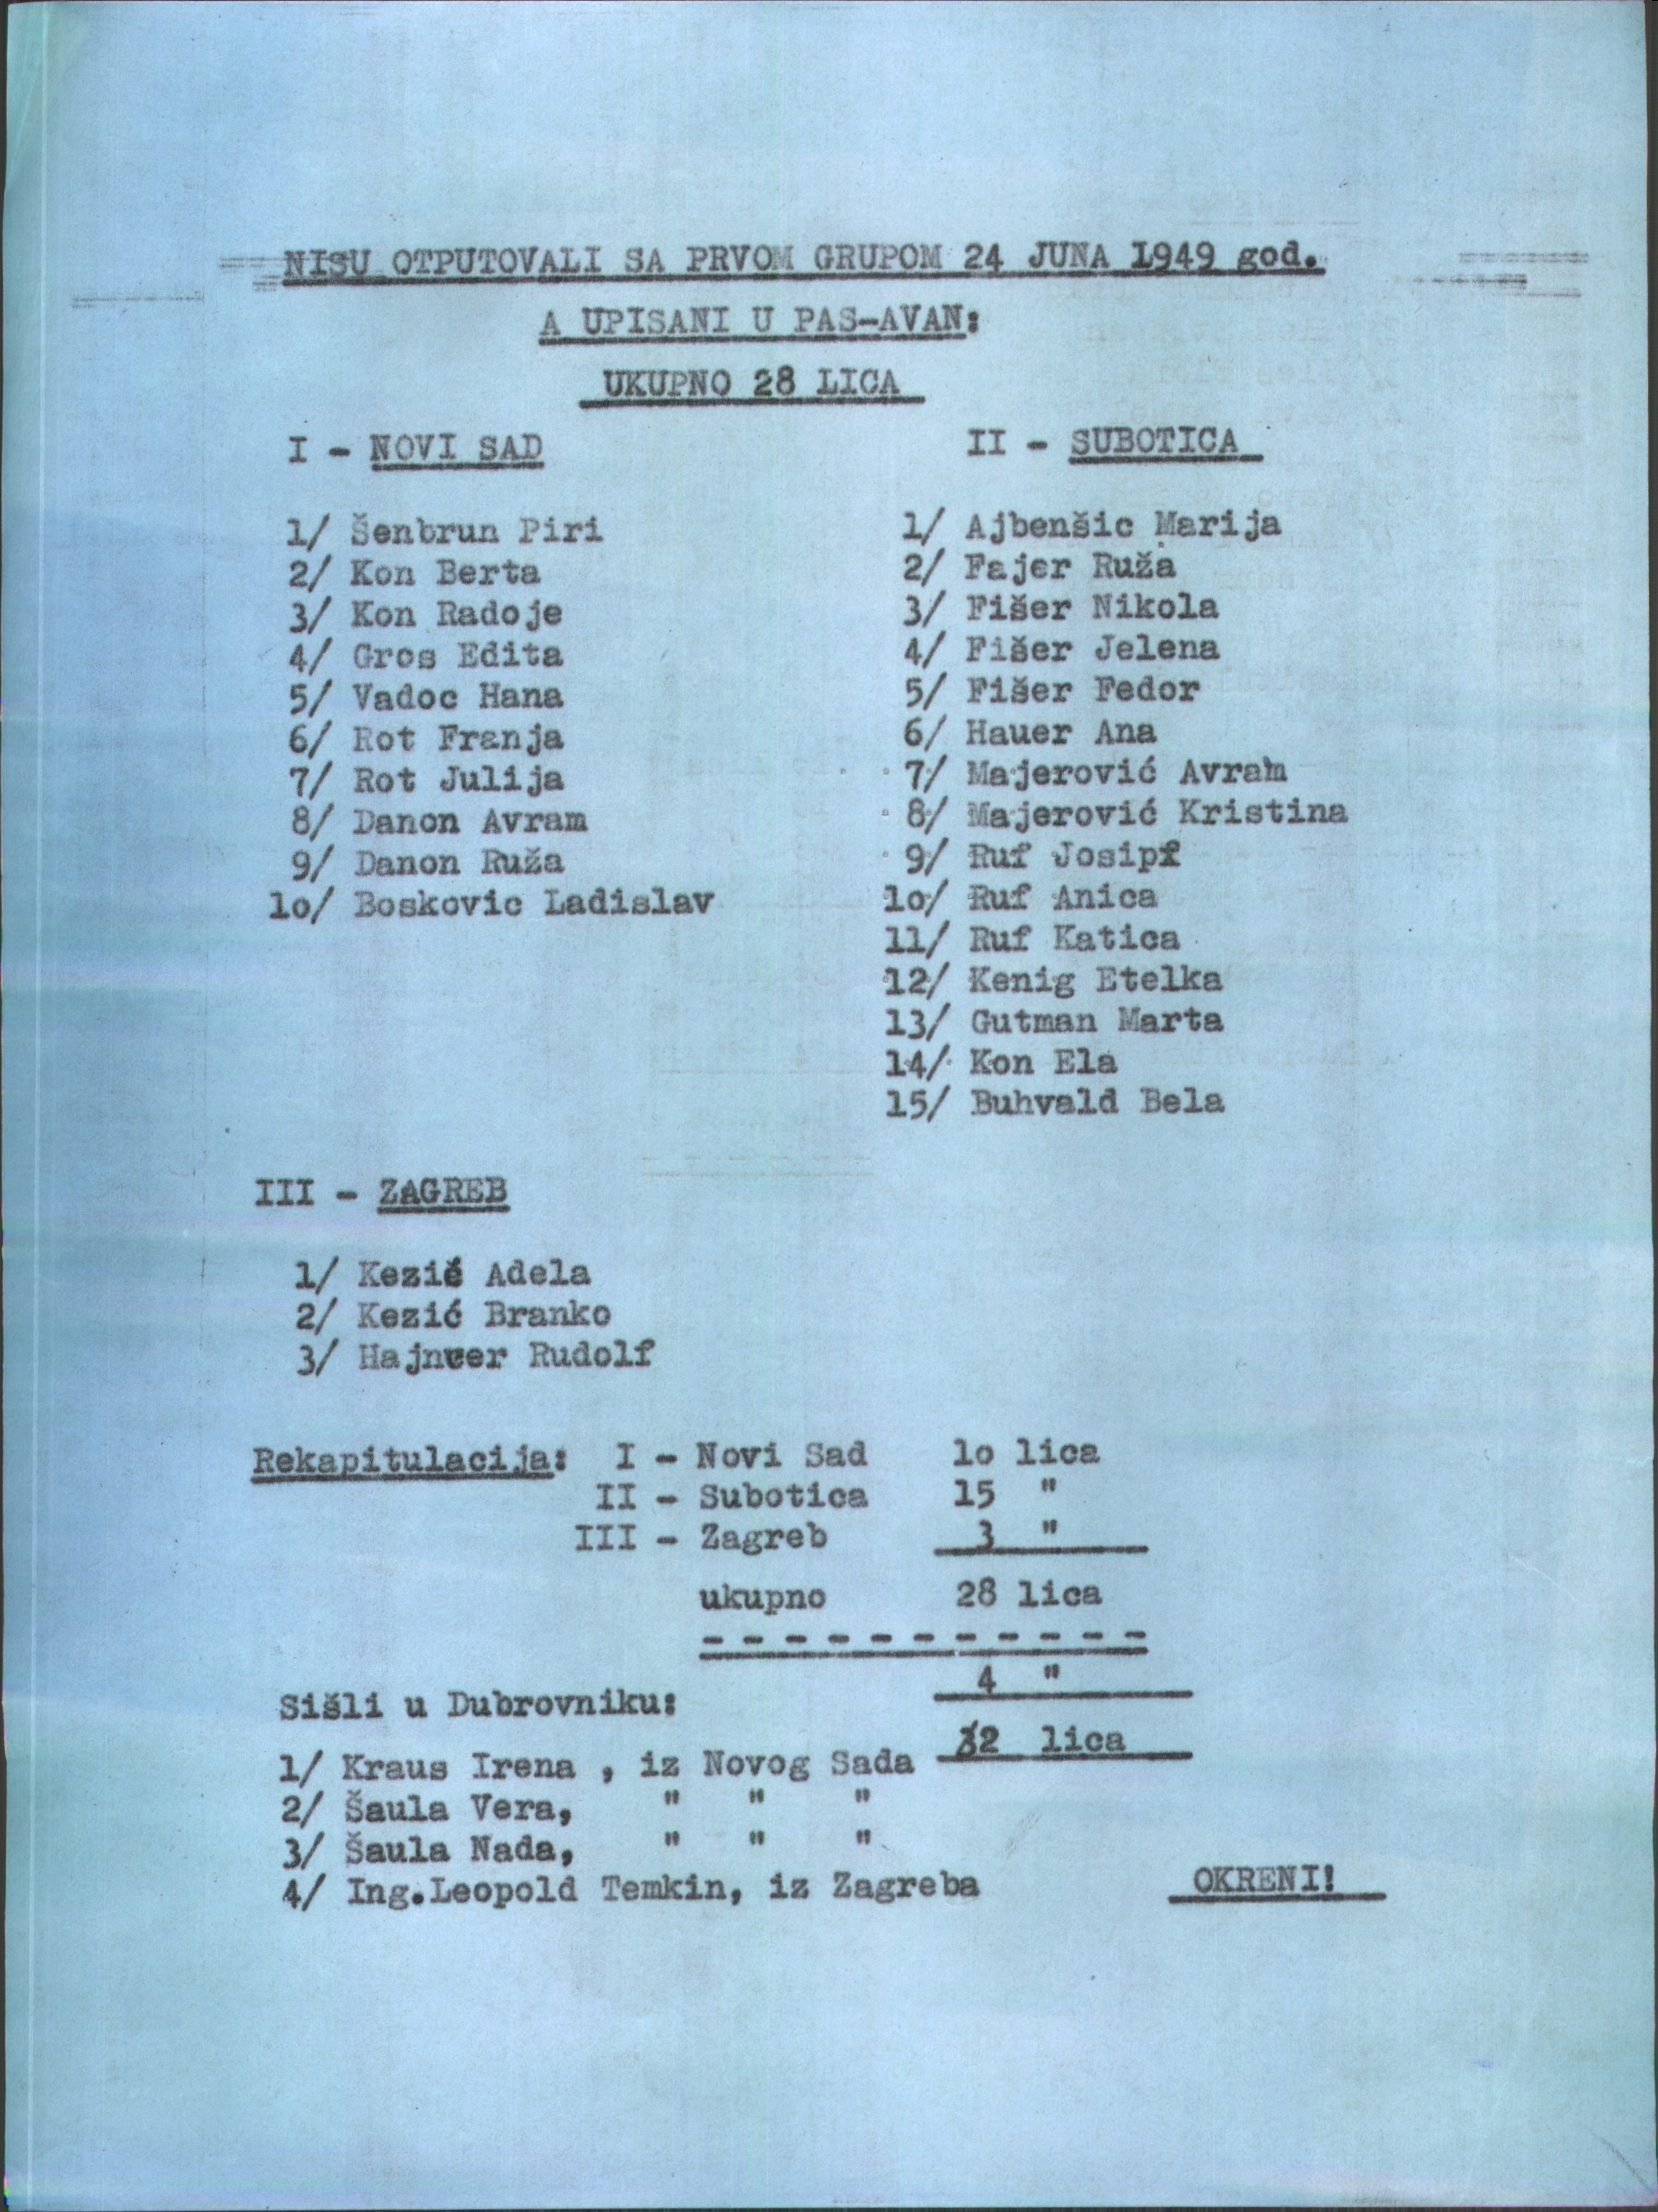 NISU OTPUTOVALI SA PRVOM GRUPOM 24 JUNA 1949 god.
A UPISANI U PAS-AVAN:
UKUPNO 28 LICA
I - NOVI SAD
1/ Šenbrun Piri
2/ Kon Berta
3/ Kon Radoje
4/ Gros Edita
5/ Vadoc Hana
6/ Rot Franja
7/ Rot Julija
8/ Danon Avram
9/ Danon Ruža
lo/ Boskovic Ladislav
II - SUBOTICA
1/ Ajbenšic Marija
2/ Fajer Ruža
3/ Fišer Nikola
4/ Fišer Jelena
5/ Fišer Fedor
6/ Hauer Ana
7/ Majerović Avram
8/ Majerović Kristina
9/ Ruf Josip
lo/ Ruf Anica
11/ Ruf Katica
12/ Kenig Etelka
13/ Gutman Marta
14/ Kon Ela
15/ Buhvald Bela
III - ZAGREB
1/ Kezić Adela
2/ Kezić Branko
3/ Rudolf
Rekapitulacija: I - Novi Sad lo lica
II - Subotica 15 "
III - Zagreb 3 "
ukupno 28 lica
- - - - - - - - - - -
4 "
Sišli u Dubrovniku:
32 lica
1/ Kraus Irena , iz Novog Sada
2/ Šaula Vera, " " "
3/ Šaula Nada, " " "
4/ Ing.Leopold Temkin, iz Zagreba
OKRENI!